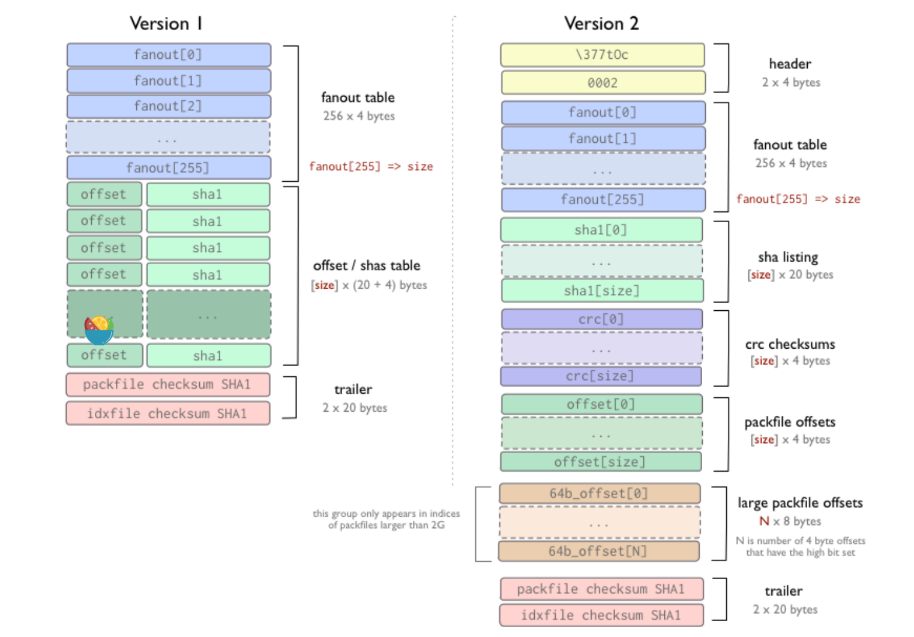 Version 1
fanout[0]
fanout[1]
fanout[2]
...
fanout[255]
fanout table
256 x 4 bytes
fanout[255] => size
offset sha1
offset sha1
offset sha1
offset sha1
...
offset sha1
offset / shas table
[size] x (20 + 4) bytes
packfile checksum SHA1
idxfile checksum SHA1
trailer
2 x 20 bytes
Version 2
\377tOc
0002
header
2 x 4 bytes
fanout[0]
fanout[1]
...
fanout[255]
fanout table
256 x 4 bytes
fanout[255] => size
sha1[0]
...
sha1[size]
sha listing
[size] x 20 bytes
crc[0]
...
crc[size]
crc checksums
[size] x 4 bytes
offset[0]
...
offset[size]
packfile offsets
[size] x 4 bytes
this group only appears in indices
of packfiles larger than 2G
64b_offset[0]
...
64b_offset[N]
large packfile offsets
N x 8 bytes
N is number of 4 byte offsets
that have the high bit set
packfile checksum SHA1
idxfile checksum SHA1
trailer
2 x 20 bytes